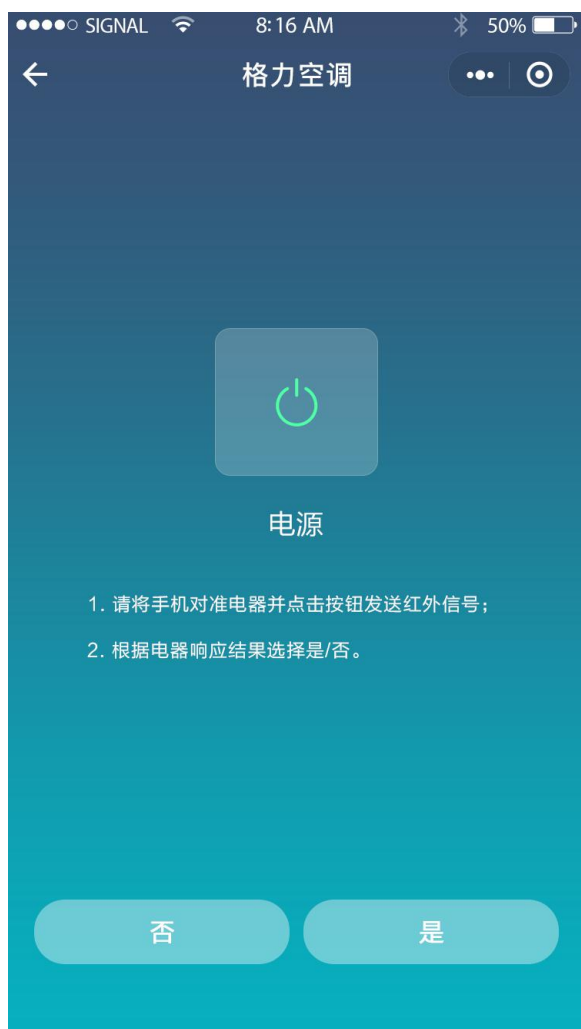 SIGNAL 8:16 AM 50%
格力空调
电源
1. 请将手机对准电器并点击按钮发送红外信号；
2. 根据电器响应结果选择是/否。
否 是